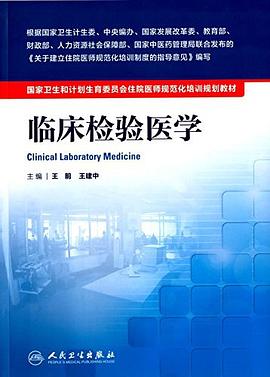 根据国家卫生计生委、中央编办、国家发展改革委、教育部、
财政部、人力资源社会保障部、国家中医药管理局联合发布的
《关于建立住院医师规范化培训制度的指导意见》编写
国家卫生和计划生育委员会住院医师规范化培训规划教材
临床检验医学
Clinical Laboratory Medicine
主编 王前 王建中
人民卫生出版社
PEOPLE'S MEDICAL PUBLISHING HOUSE